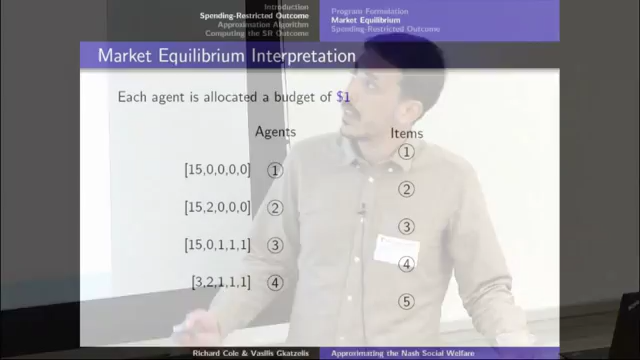 Introduction
Spending-Restricted Outcome
Approximation Algorithm
Computing the SR Outcome
Program Formulation
Market Equilibrium
Spending-Restricted Outcome
Market Equilibrium Interpretation
Each agent is allocated a budget of $1
Agents Items
1
[15,0,0,0,0] 1
2
[15,2,0,0,0] 2
3
[15,0,1,1,1] 3
4
[3,2,1,1,1] 4
5
Richard Cole & Vasilis Gkatzelis Approximating the Nash Social Welfare